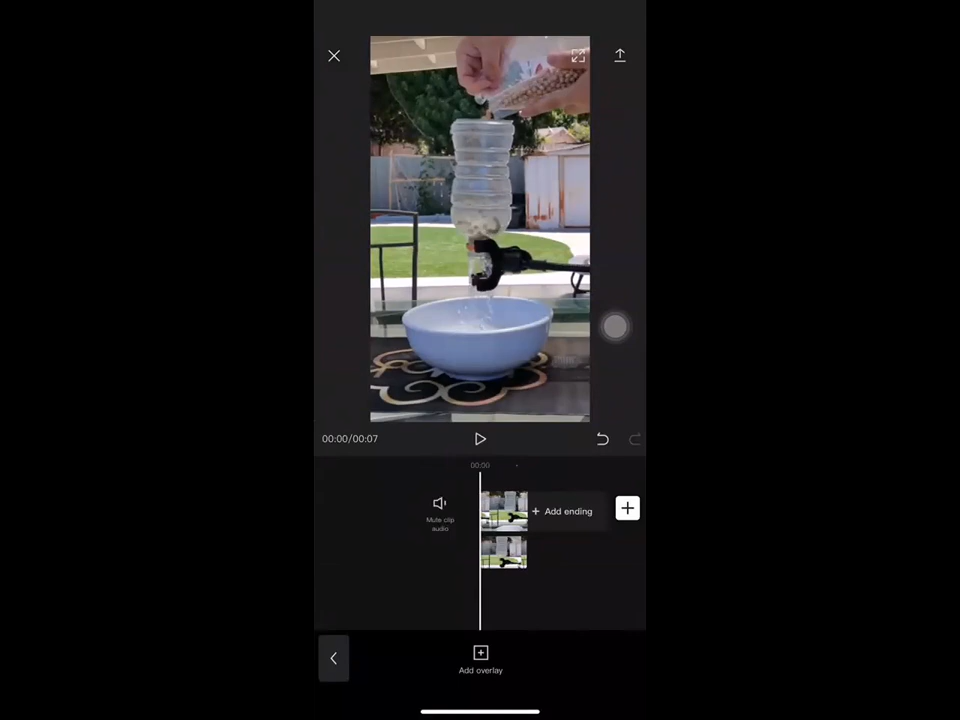 00:00/00:07
00:00
Mute clip
audio
+ Add ending
Add overlay